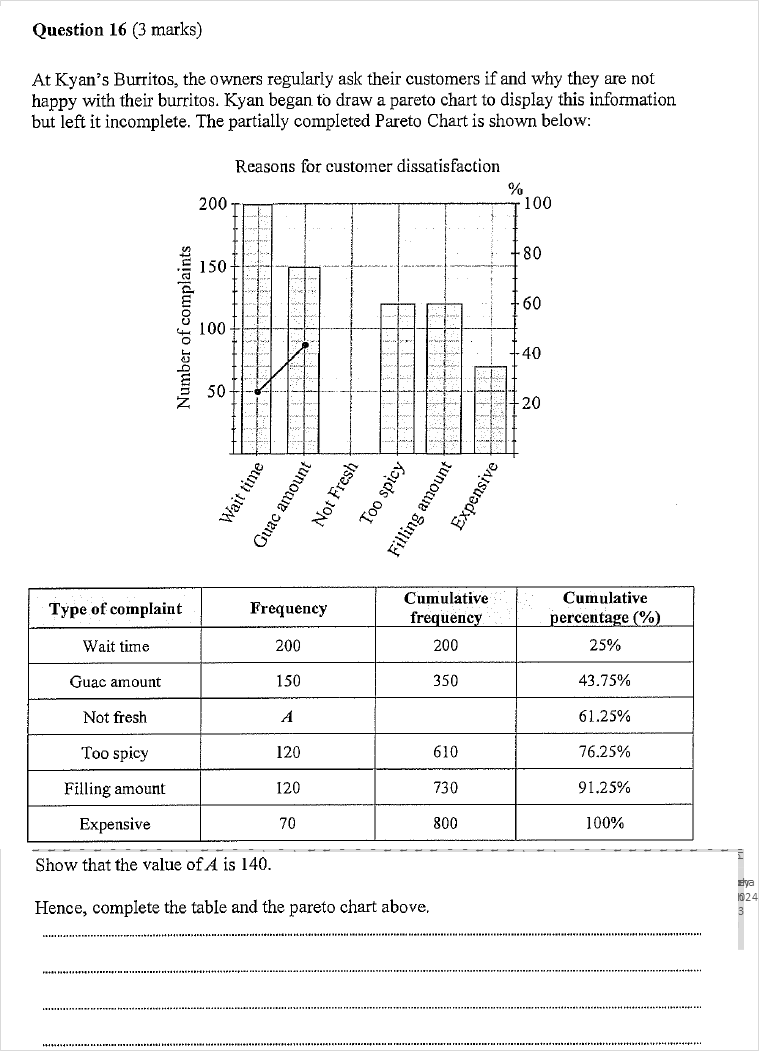 Question 16 (3 marks)
At Kyan's Burritos, the owners regularly ask their customers if and why they are not
happy with their burritos. Kyan began to draw a pareto chart to display this information
but left it incomplete. The partially completed Pareto Chart is shown below:
Reasons for customer dissatisfaction
%
200
150
100
50
Number of complaints
100
80
60
40
20
Wait time
Guac amount
Not Fresh
Too spicy
Filling amount
Expensive
Type of complaint Frequency Cumulative frequency Cumulative percentage (%)
Wait time 200 200 25%
Guac amount 150 350 43.75%
Not fresh A 61.25%
Too spicy 120 610 76.25%
Filling amount 120 730 91.25%
Expensive 70 800 100%
Show that the value of A is 140.
Hence, complete the table and the pareto chart above.